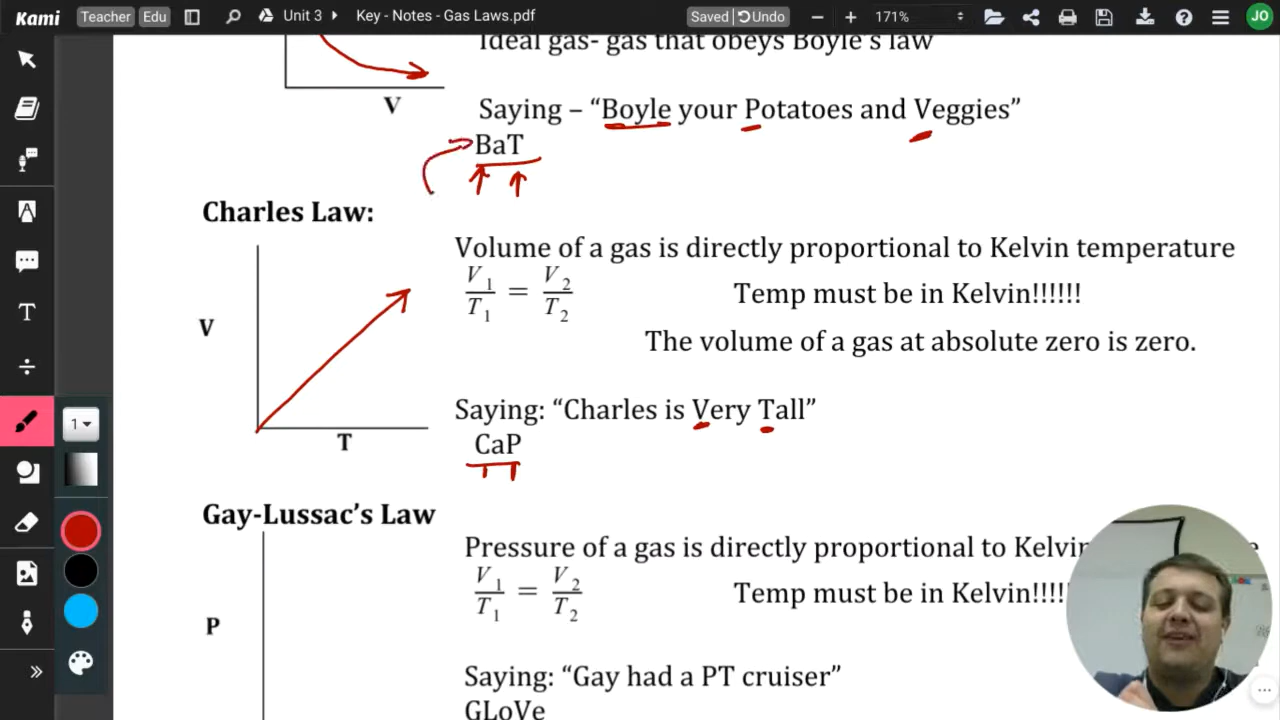 Kami Teacher Edu Unit 3 Key - Notes - Gas Laws.pdf Saved Undo 171% JO
Ideal gas- gas that obeys Boyle's law
V
Saying – “Boyle your Potatoes and Veggies”
BaT
Charles Law:
Volume of a gas is directly proportional to Kelvin temperature
V₁/T₁ = V₂/T₂
Temp must be in Kelvin!!!!!!
V
The volume of a gas at absolute zero is zero.
Saying: “Charles is Very Tall”
T
CaP
1
Gay-Lussac’s Law
Pressure of a gas is directly proportional to
V₁/T₁ = V₂/T₂
Temp must be in Kelvin!!!!
P
Saying: “Gay had a PT cruiser”
GLoVe